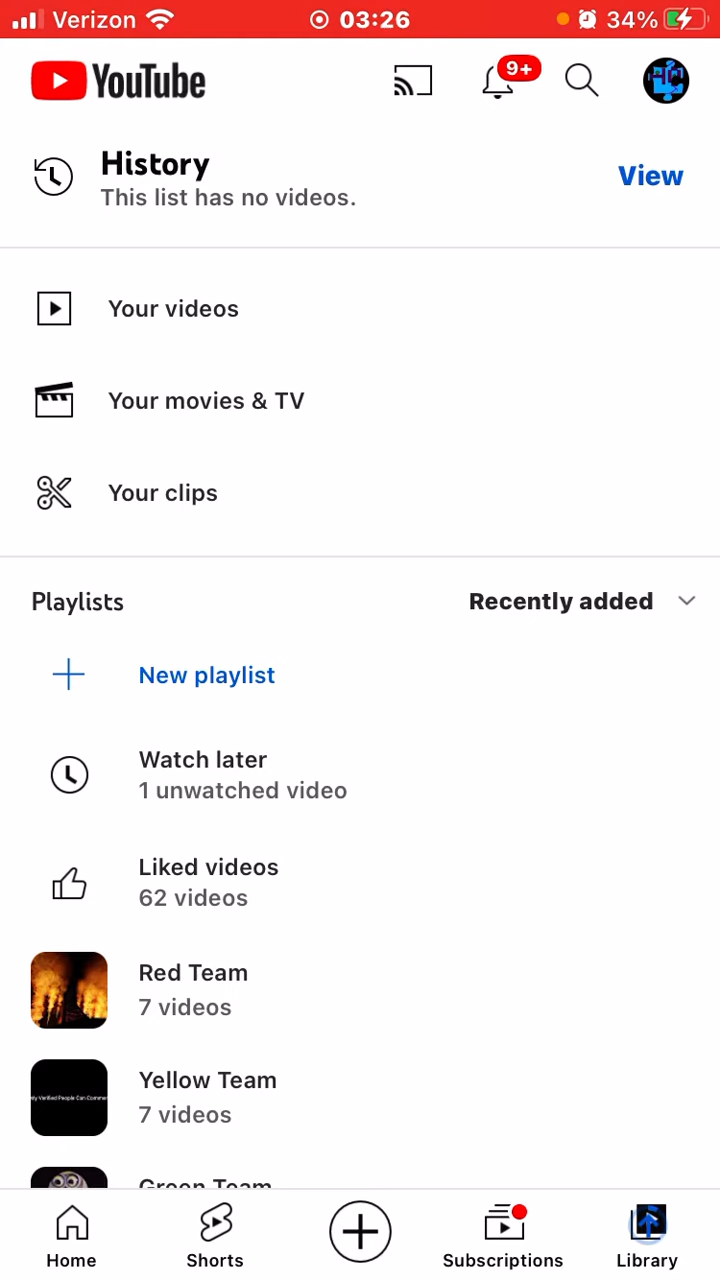 Verizon 03:26 34%
YouTube 9+
History
This list has no videos.
View
Your videos
Your movies & TV
Your clips
Playlists Recently added
New playlist
Watch later
1 unwatched video
Liked videos
62 videos
Red Team
7 videos
Yellow Team
7 videos
Green Team
Home Shorts Subscriptions Library